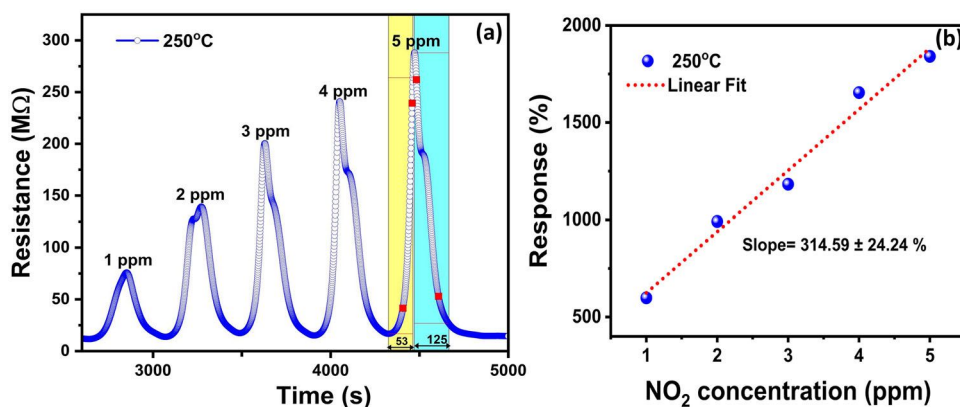 (a)
250°C
5 ppm
4 ppm
3 ppm
2 ppm
1 ppm
53
125
300
250
200
150
100
50
0
3000
4000
5000
Resistance (MΩ)
Time (s)
(b)
250°C
Linear Fit
Slope= 314.59 ± 24.24 %
2000
1500
1000
500
1
2
3
4
5
Response (%)
NO₂ concentration (ppm)